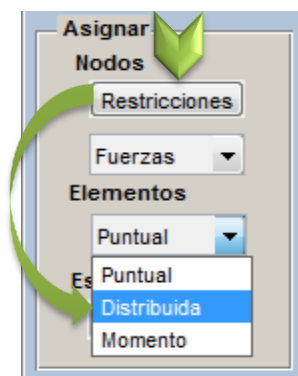 Asignar
Nodos
Restricciones
Fuerzas
Elementos
Puntual
Puntual
Distribuida
Momento